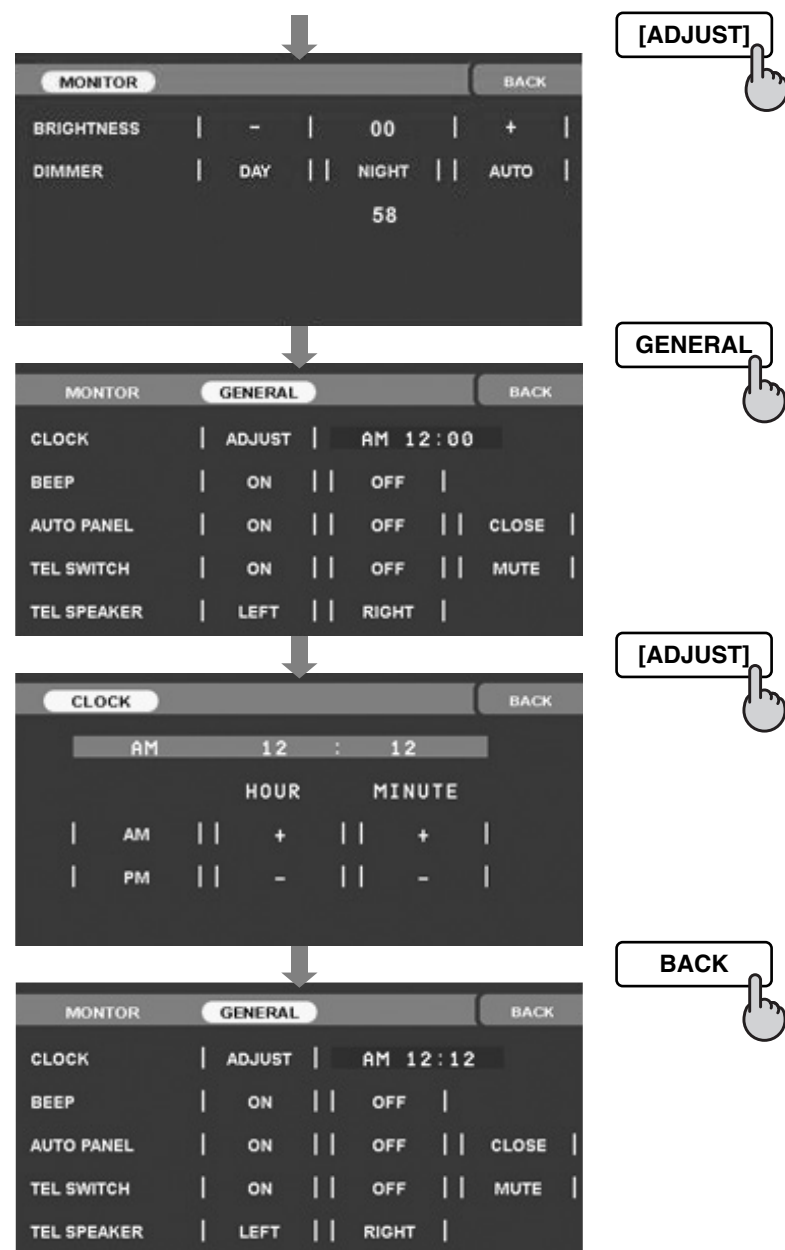 [ADJUST]
MONITOR BACK
BRIGHTNESS | - | 00 | + |
DIMMER | DAY | | NIGHT | | AUTO |
58
GENERAL
MONTOR GENERAL BACK
CLOCK | ADJUST | AM 12:00
BEEP | ON | | OFF |
AUTO PANEL | ON | | OFF | | CLOSE |
TEL SWITCH | ON | | OFF | | MUTE |
TEL SPEAKER | LEFT | | RIGHT |
[ADJUST]
CLOCK BACK
AM 12 : 12
HOUR MINUTE
| AM | | + | | + |
| PM | | - | | - |
BACK
MONTOR GENERAL BACK
CLOCK | ADJUST | AM 12:12
BEEP | ON | | OFF |
AUTO PANEL | ON | | OFF | | CLOSE |
TEL SWITCH | ON | | OFF | | MUTE |
TEL SPEAKER | LEFT | | RIGHT |